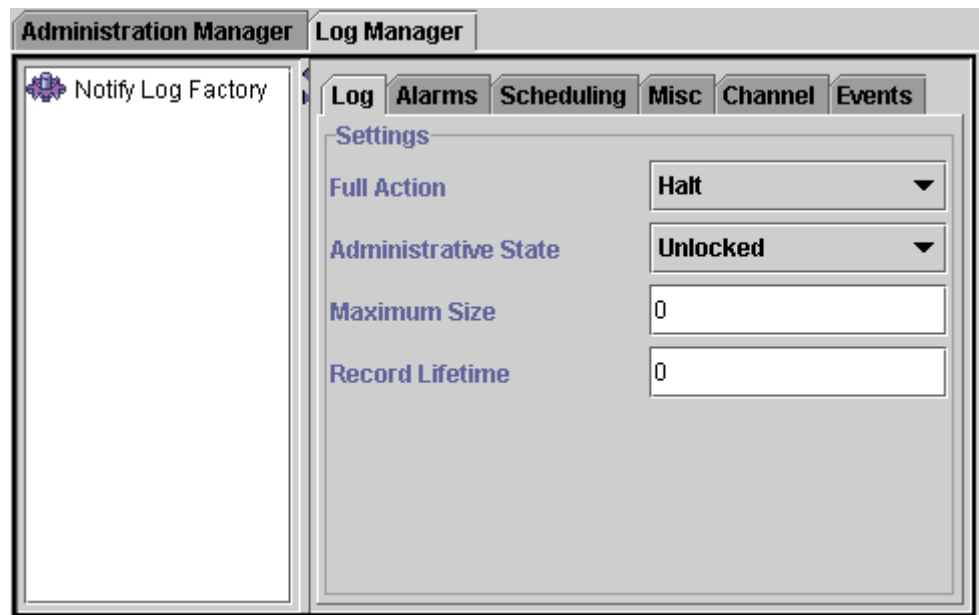 Administration Manager Log Manager
Notify Log Factory
Log Alarms Scheduling Misc Channel Events
Settings
Full Action Halt
Administrative State Unlocked
Maximum Size 0
Record Lifetime 0